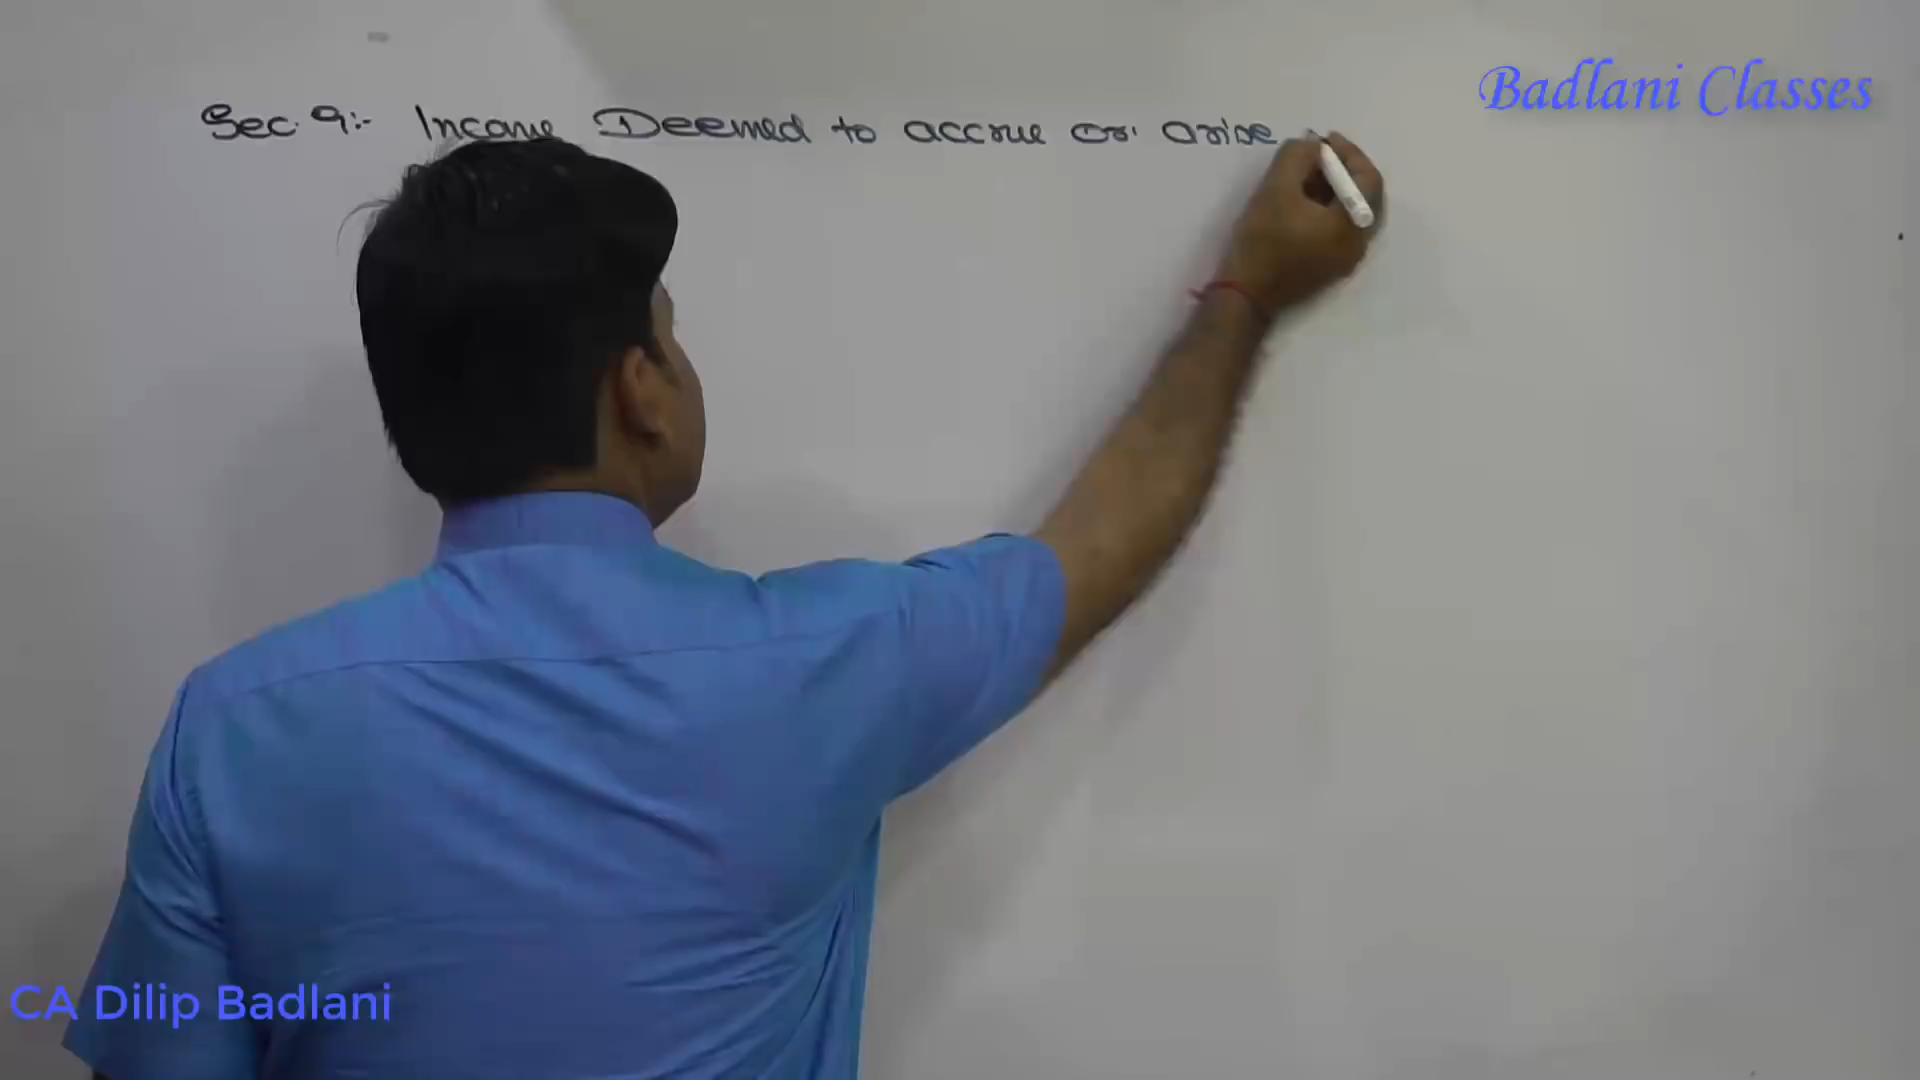 Badlani Classes
Sec. 9:- Income Deemed to accrue or arise
CA Dilip Badlani